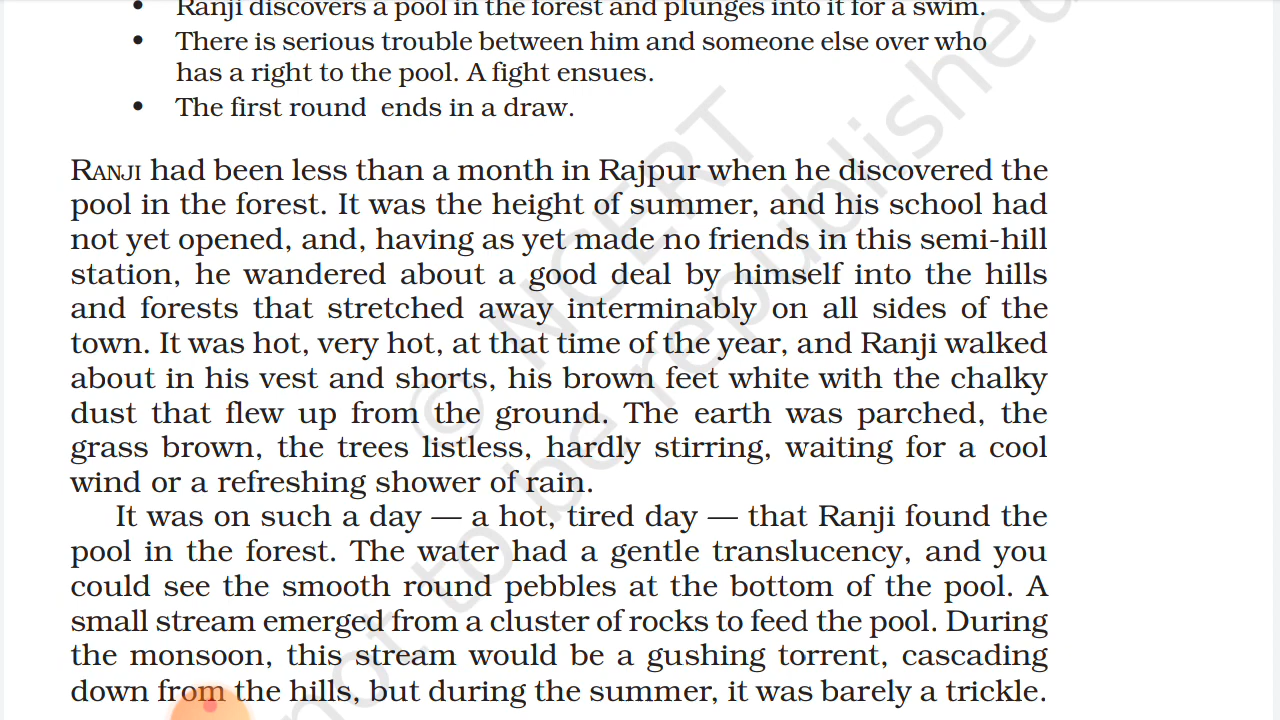 • Ranji discovers a pool in the forest and plunges into it for a swim.
• There is serious trouble between him and someone else over who
has a right to the pool. A fight ensues.
• The first round ends in a draw.
RANJI had been less than a month in Rajpur when he discovered the
pool in the forest. It was the height of summer, and his school had
not yet opened, and, having as yet made no friends in this semi-hill
station, he wandered about a good deal by himself into the hills
and forests that stretched away interminably on all sides of the
town. It was hot, very hot, at that time of the year, and Ranji walked
about in his vest and shorts, his brown feet white with the chalky
dust that flew up from the ground. The earth was parched, the
grass brown, the trees listless, hardly stirring, waiting for a cool
wind or a refreshing shower of rain.
It was on such a day — a hot, tired day — that Ranji found the
pool in the forest. The water had a gentle translucency, and you
could see the smooth round pebbles at the bottom of the pool. A
small stream emerged from a cluster of rocks to feed the pool. During
the monsoon, this stream would be a gushing torrent, cascading
down from the hills, but during the summer, it was barely a trickle.
© NCERT
not to be republished